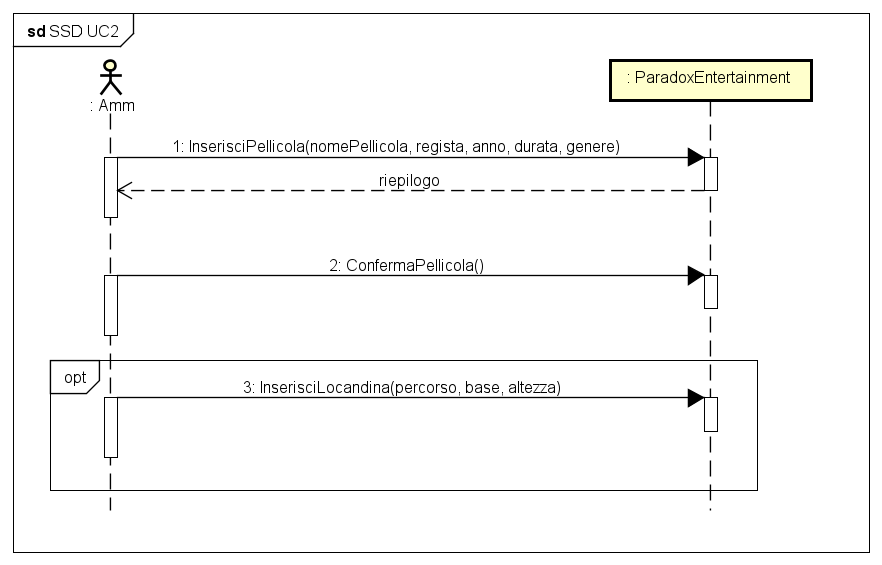 sd SSD UC2
: Amm
: ParadoxEntertainment
1: InserisciPellicola(nomePellicola, regista, anno, durata, genere)
riepilogo
2: ConfermaPellicola()
opt
3: InserisciLocandina(percorso, base, altezza)